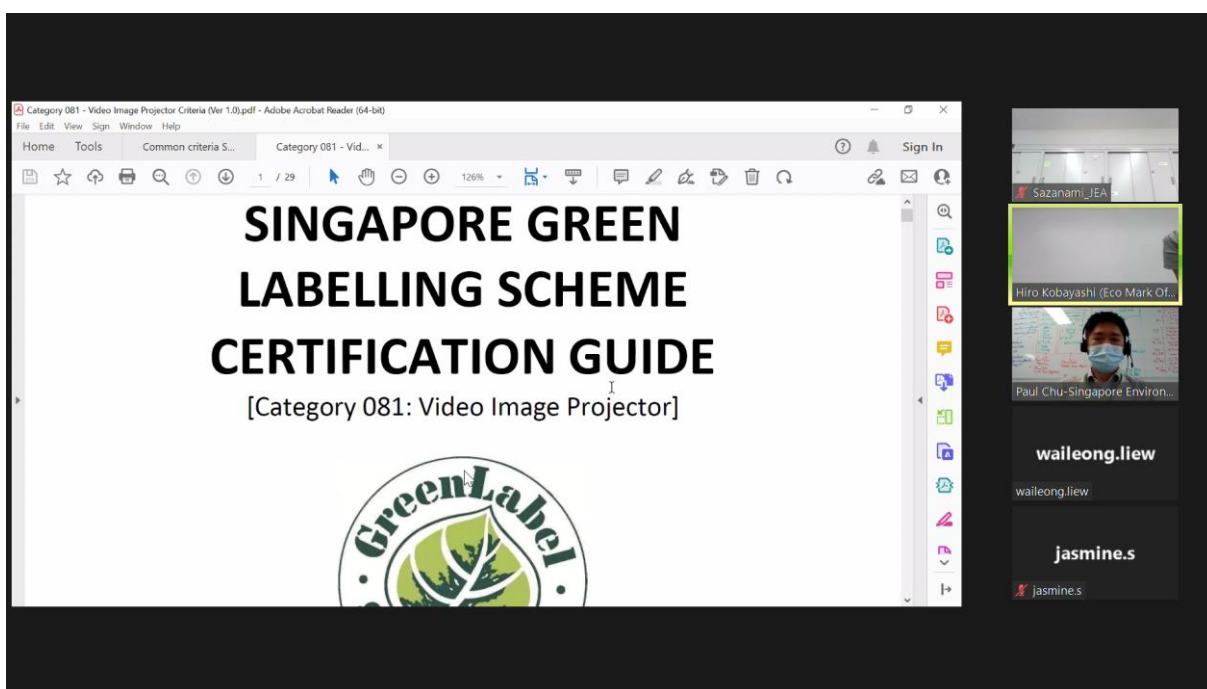 Category 081 - Video Image Projector Criteria (Ver 1.0).pdf - Adobe Acrobat Reader (64-bit)
File Edit View Sign Window Help
Home Tools Common criteria S... Category 081 - Vid... × Sign In
1 / 29 126%
SINGAPORE GREEN
LABELLING SCHEME
CERTIFICATION GUIDE
[Category 081: Video Image Projector]
GreenLabel
Sazanami_JEA
Hiro Kobayashi (Eco Mark Of...
Paul Chu-Singapore Environ...
waileong.liew
waileong.liew
jasmine.s
jasmine.s